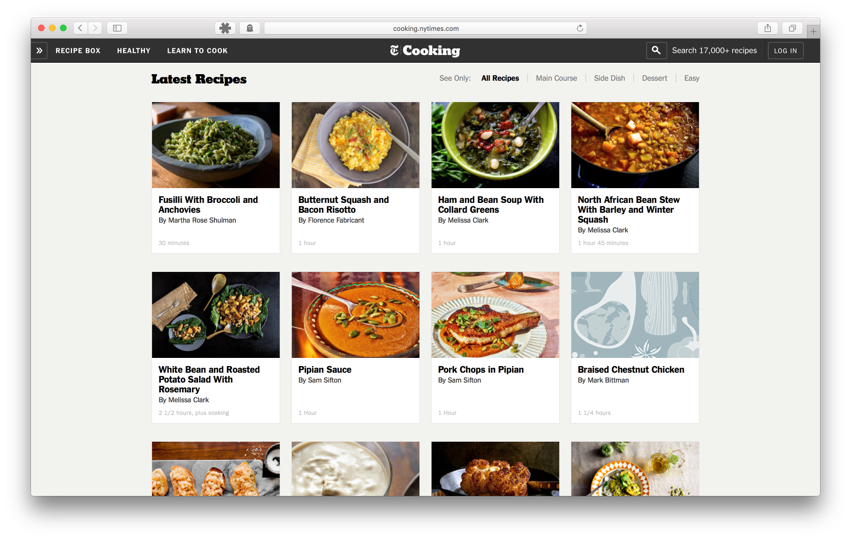 cooking.nytimes.com
RECIPE BOX HEALTHY LEARN TO COOK
T Cooking
Search 17,000+ recipes
LOG IN
Latest Recipes
See Only: All Recipes Main Course Side Dish Dessert Easy
Fusilli With Broccoli and
Anchovies
By Martha Rose Shulman
30 minutes
Butternut Squash and
Bacon Risotto
By Florence Fabricant
1 hour
Ham and Bean Soup With
Collard Greens
By Melissa Clark
1 hour
North African Bean Stew
With Barley and Winter
Squash
By Melissa Clark
1 hour 45 minutes
White Bean and Roasted
Potato Salad With
Rosemary
By Melissa Clark
2 1/2 hours, plus soaking
Pipian Sauce
By Sam Sifton
1 Hour
Pork Chops in Pipian
By Sam Sifton
1 Hour
Braised Chestnut Chicken
By Mark Bittman
1 1/4 hours